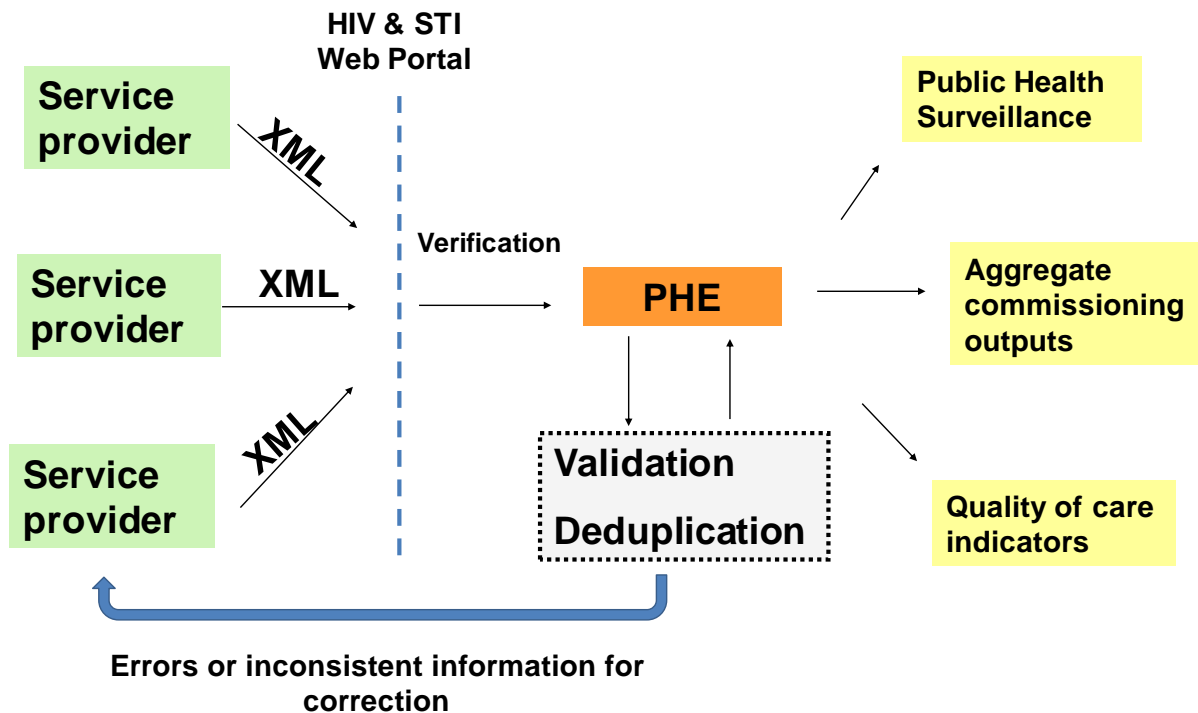 HIV & STI
Web Portal
Service
provider
XML
Service
provider
XML
Service
provider
XML
Verification
PHE
Validation
Deduplication
Public Health
Surveillance
Aggregate
commissioning
outputs
Quality of care
indicators
Errors or inconsistent information for
correction